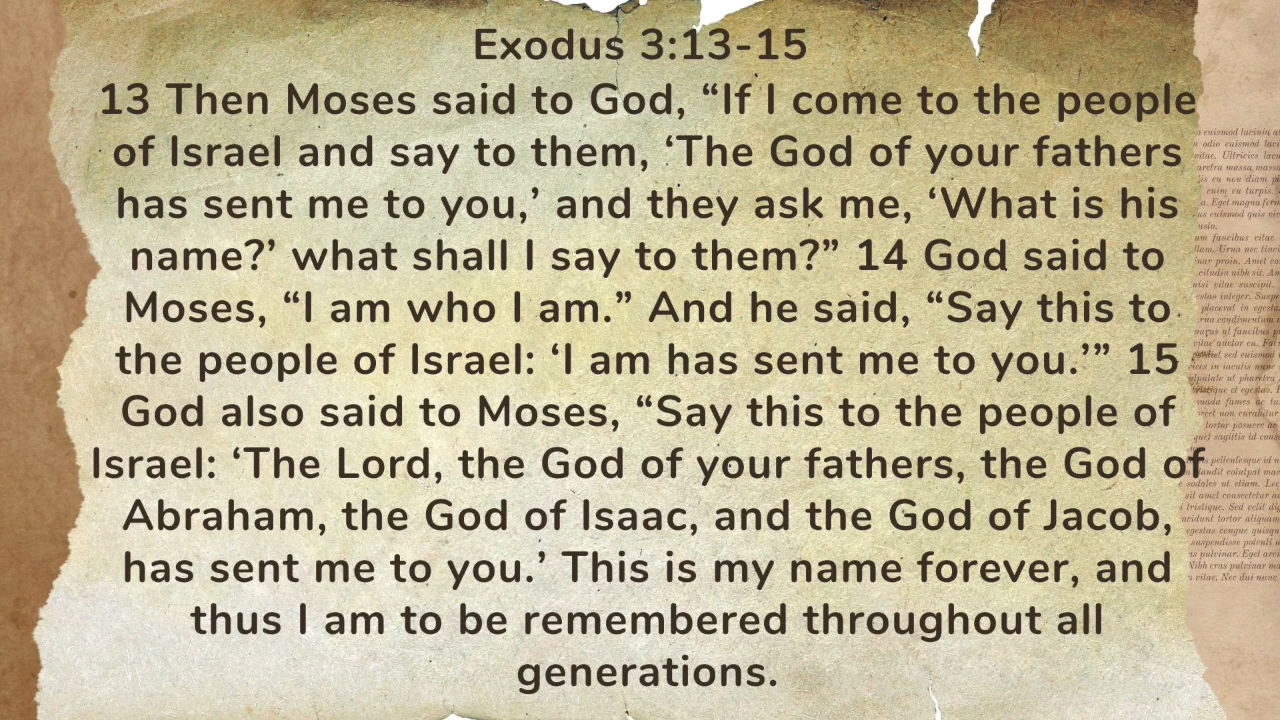 Exodus 3:13-15
13 Then Moses said to God, “If I come to the people
of Israel and say to them, ‘The God of your fathers
has sent me to you,’ and they ask me, ‘What is his
name?’ what shall I say to them?” 14 God said to
Moses, “I am who I am.” And he said, “Say this to
the people of Israel: ‘I am has sent me to you.’” 15
God also said to Moses, “Say this to the people of
Israel: ‘The Lord, the God of your fathers, the God of
Abraham, the God of Isaac, and the God of Jacob,
has sent me to you.’ This is my name forever, and
thus I am to be remembered throughout all
generations.